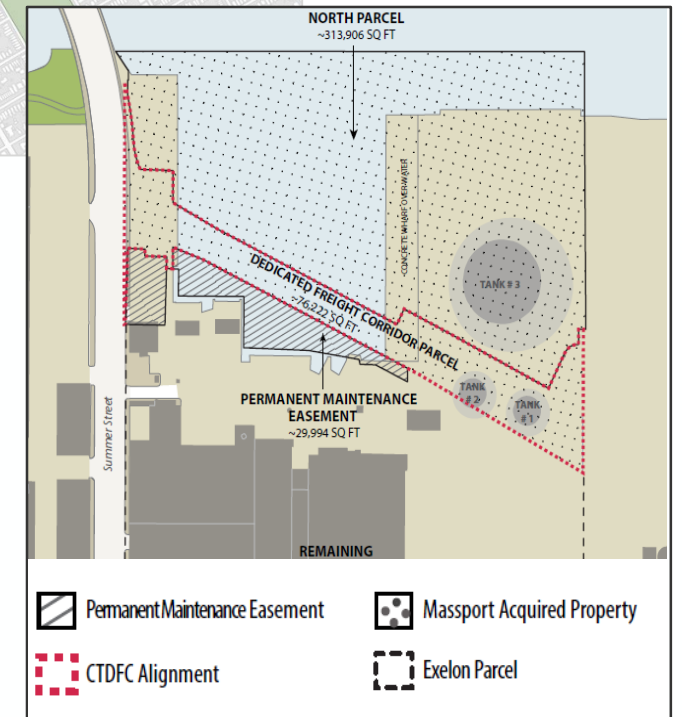 NORTH PARCEL
~313,906 SQ FT
CONCRETE WHARF OVER WATER
TANK # 3
DEDICATED FREIGHT CORRIDOR PARCEL
~76,222 SQ FT
PERMANENT MAINTENANCE
EASEMENT
~29,994 SQ FT
TANK
# 2
TANK
# 1
Summer Street
REMAINING
Permanent Maintenance Easement
Massport Acquired Property
CTDFC Alignment
Exelon Parcel